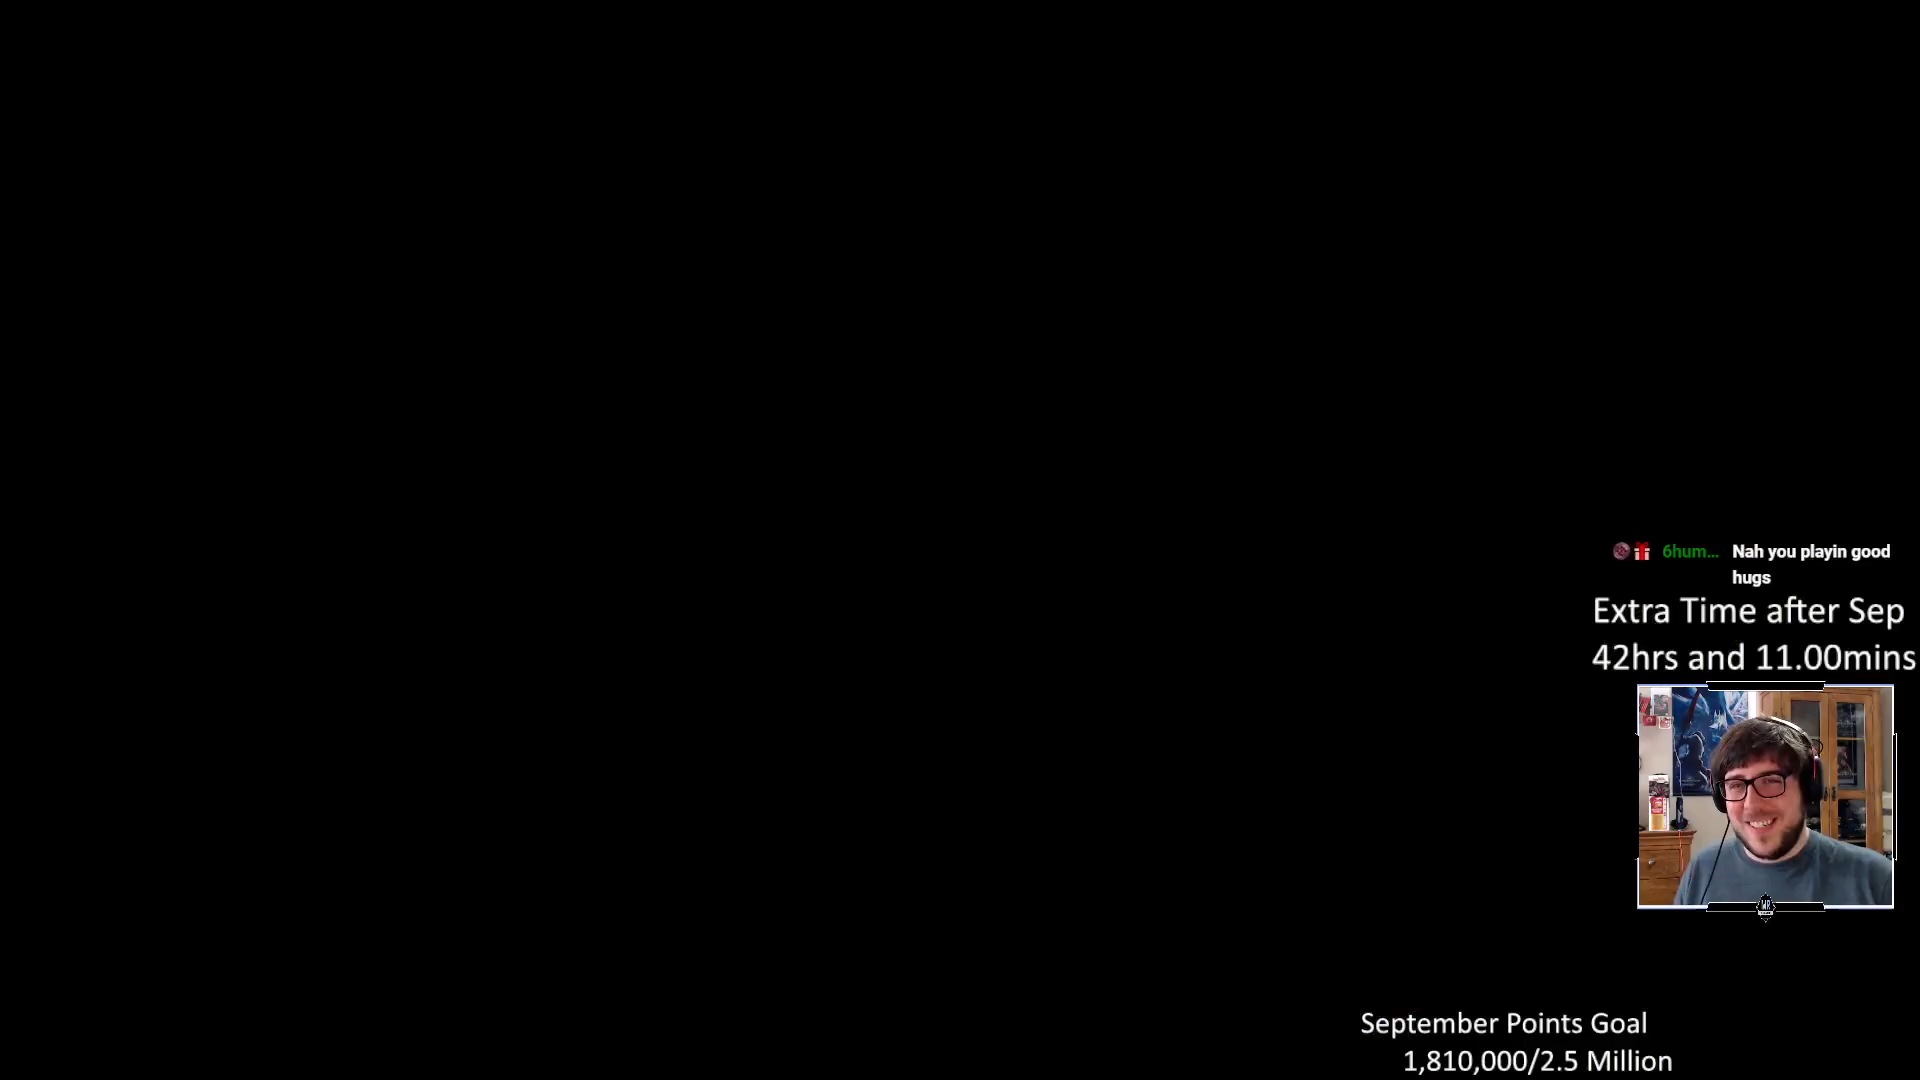 6hum... Nah you playin good
hugs
Extra Time after Sep
42hrs and 11.00mins
September Points Goal
1,810,000/2.5 Million